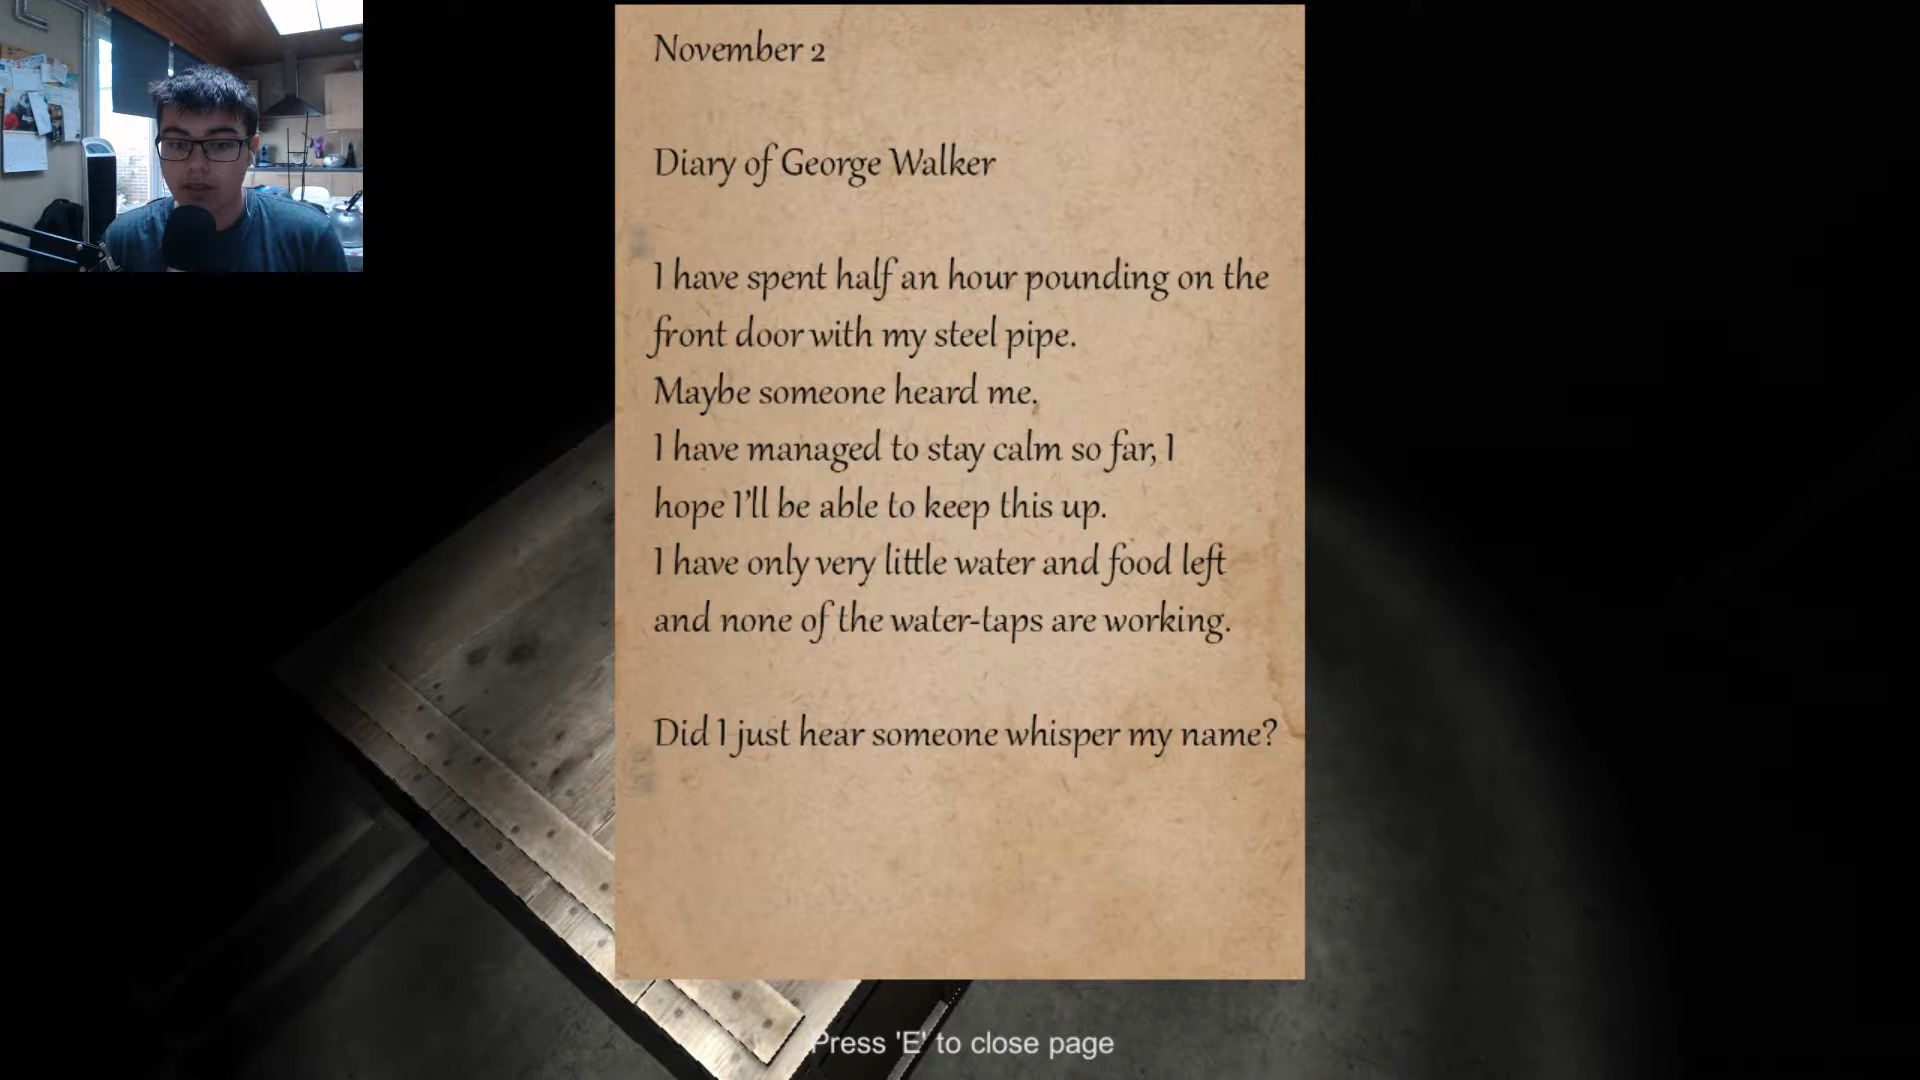 November 2
Diary of George Walker
I have spent half an hour pounding on the
front door with my steel pipe.
Maybe someone heard me.
I have managed to stay calm so far, I
hope I'll be able to keep this up.
I have only very little water and food left
and none of the water-taps are working.
Did I just hear someone whisper my name?
Press 'E' to close page